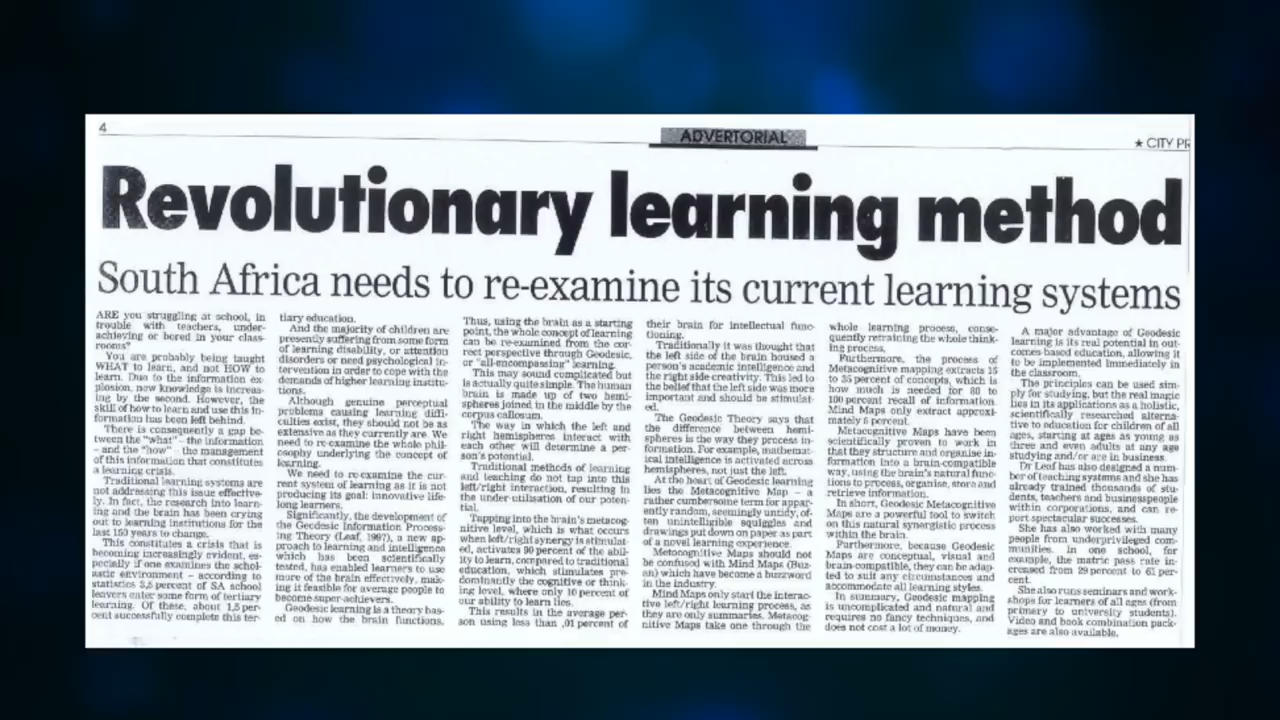 4
ADVERTORIAL
★ CITY PR
Revolutionary learning method
South Africa needs to re-examine its current learning systems
ARE you struggling at school, in
trouble with teachers, under-
achieving or bored in your class-
rooms?
You are probably being taught
WHAT to learn, and not HOW to
learn. Due to the information ex-
plosion, new knowledge is increas-
ing by the second. However, the
skill of how to learn and use this in-
formation has been left behind.
There is consequently a gap be-
tween the "what" – the information
– and the "how" – the management
of this information that constitutes
a learning crisis.
Traditional learning systems are
not addressing this issue effective-
ly. In fact, the research into learn-
ing and the brain has been crying
out to learning institutions for the
last 150 years to change.
This constitutes a crisis that is
becoming increasingly evident, es-
pecially if one examines the schol-
astic environment – according to
statistics 3,5 percent of SA school
leavers enter some form of tertiary
learning. Of these, about 1,5 per-
cent successfully complete this ter-
tiary education.
And the majority of children are
presently suffering from some form
of learning disability, or attention
disorders or need psychological in-
tervention in order to cope with the
demands of higher learning institu-
tions.
Although genuine perceptual
problems causing learning diffi-
culties exist, they should not be as
extensive as they currently are. We
need to re-examine the whole phil-
osophy underlying the concept of
learning.
We need to re-examine the cur-
rent system of learning as it is not
producing its goal: innovative life-
long learners.
Significantly, the development of
the Geodesic Information Process-
ing Theory (Leaf, 1997), a new ap-
proach to learning and intelligence
which has been scientifically
tested, has enabled learners to use
more of the brain effectively, mak-
ing it feasible for average people to
become super-achievers.
Geodesic learning is a theory bas-
ed on how the brain functions.
Thus, using the brain as a starting
point, the whole concept of learning
can be re-examined from the cor-
rect perspective through Geodesic,
or "all-encompassing" learning.
This may sound complicated but
is actually quite simple. The human
brain is made up of two hemi-
spheres joined in the middle by the
corpus callosum.
The way in which the left and
right hemispheres interact with
each other will determine a per-
son's potential.
Traditional methods of learning
and teaching do not tap into this
left/right interaction, resulting in
the under-utilisation of our poten-
tial.
Tapping into the brain's metacog-
nitive level, which is what occurs
when left/right synergy is stimulat-
ed, activates 90 percent of the abil-
ity to learn, compared to traditional
education, which stimulates pre-
dominantly the cognitive or think-
ing level, where only 10 percent of
our ability to learn lies.
This results in the average per-
son using less than ,01 percent of
their brain for intellectual func-
tioning.
Traditionally it was thought that
the left side of the brain housed a
person's academic intelligence and
the right side creativity. This led to
the belief that the left side was more
important and should be stimulat-
ed.
The Geodesic Theory says that
the difference between hemi-
spheres is the way they process in-
formation. For example, mathemat-
ical intelligence is activated across
hemispheres, not just the left.
At the heart of Geodesic learning
lies the Metacognitive Map – a
rather cumbersome term for appar-
ently random, seemingly untidy, of-
ten unintelligible squiggles and
drawings put down on paper as part
of a novel learning experience.
Metacognitive Maps should not
be confused with Mind Maps (Buz-
an) which have become a buzzword
in the industry.
Mind Maps only start the interac-
tive left/right learning process, as
they are only summaries. Metacog-
nitive Maps take one through the
whole learning process, conse-
quently retraining the whole think-
ing process.
Furthermore, the process of
Metacognitive mapping extracts 15
to 35 percent of concepts, which is
how much is needed for 80 to
100 percent recall of information.
Mind Maps only extract approxi-
mately 5 percent.
Metacognitive Maps have been
scientifically proven to work in
that they structure and organise in-
formation into a brain-compatible
way, using the brain's natural func-
tions to process, organise, store and
retrieve information.
In short, Geodesic Metacognitive
Maps are a powerful tool to switch
on this natural synergistic process
within the brain.
Furthermore, because Geodesic
Maps are conceptual, visual and
brain-compatible, they can be adap-
ted to suit any circumstances and
accommodate all learning styles.
In summary, Geodesic mapping
is uncomplicated and natural and
requires no fancy techniques, and
does not cost a lot of money.
A major advantage of Geodesic
learning is its real potential in out-
comes-based education, allowing it
to be implemented immediately in
the classroom.
The principles can be used sim-
ply for studying, but the real magic
lies in its applications as a holistic,
scientifically researched alterna-
tive to education for children of all
ages, starting at ages as young as
three and even adults at any age
studying and/or are in business.
Dr Leaf has also designed a num-
ber of teaching systems and she has
already trained thousands of stu-
dents, teachers and businesspeople
within corporations, and can re-
port spectacular successes.
She has also worked with many
people from underprivileged com-
munities. In one school, for
example, the matric pass rate in-
creased from 29 percent to 61 per-
cent.
She also runs seminars and work-
shops for learners of all ages (from
primary to university students).
Video and book combination pack-
ages are also available.